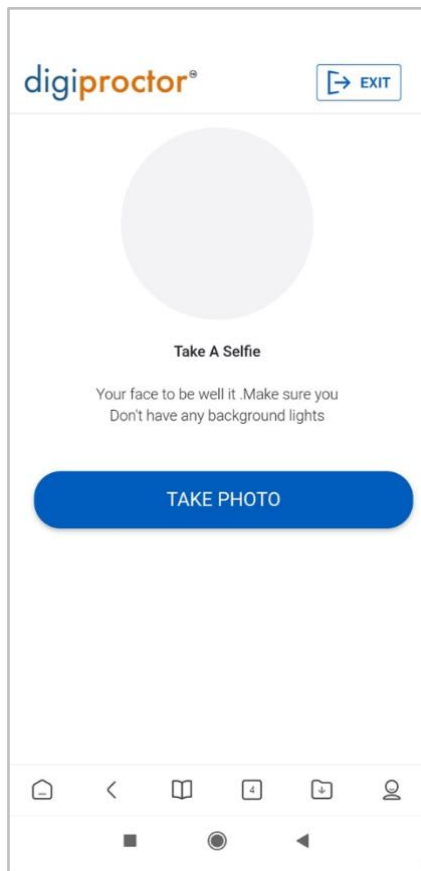 digiproctor®
EXIT
Take A Selfie
Your face to be well it .Make sure you
Don't have any background lights
TAKE PHOTO
4